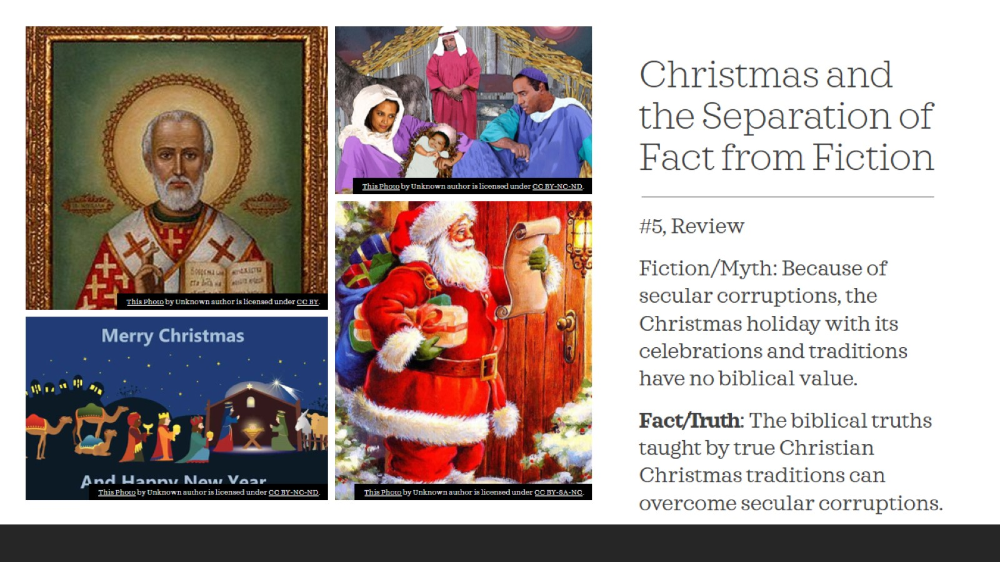 This Photo by Unknown author is licensed under CC BY.
Merry Christmas
And Happy New Year
This Photo by Unknown author is licensed under CC BY-NC-ND.
This Photo by Unknown author is licensed under CC BY-NC-ND.
This Photo by Unknown author is licensed under CC BY-SA-NC.
Christmas and
the Separation of
Fact from Fiction
#5, Review
Fiction/Myth: Because of
secular corruptions, the
Christmas holiday with its
celebrations and traditions
have no biblical value.
Fact/Truth: The biblical truths
taught by true Christian
Christmas traditions can
overcome secular corruptions.